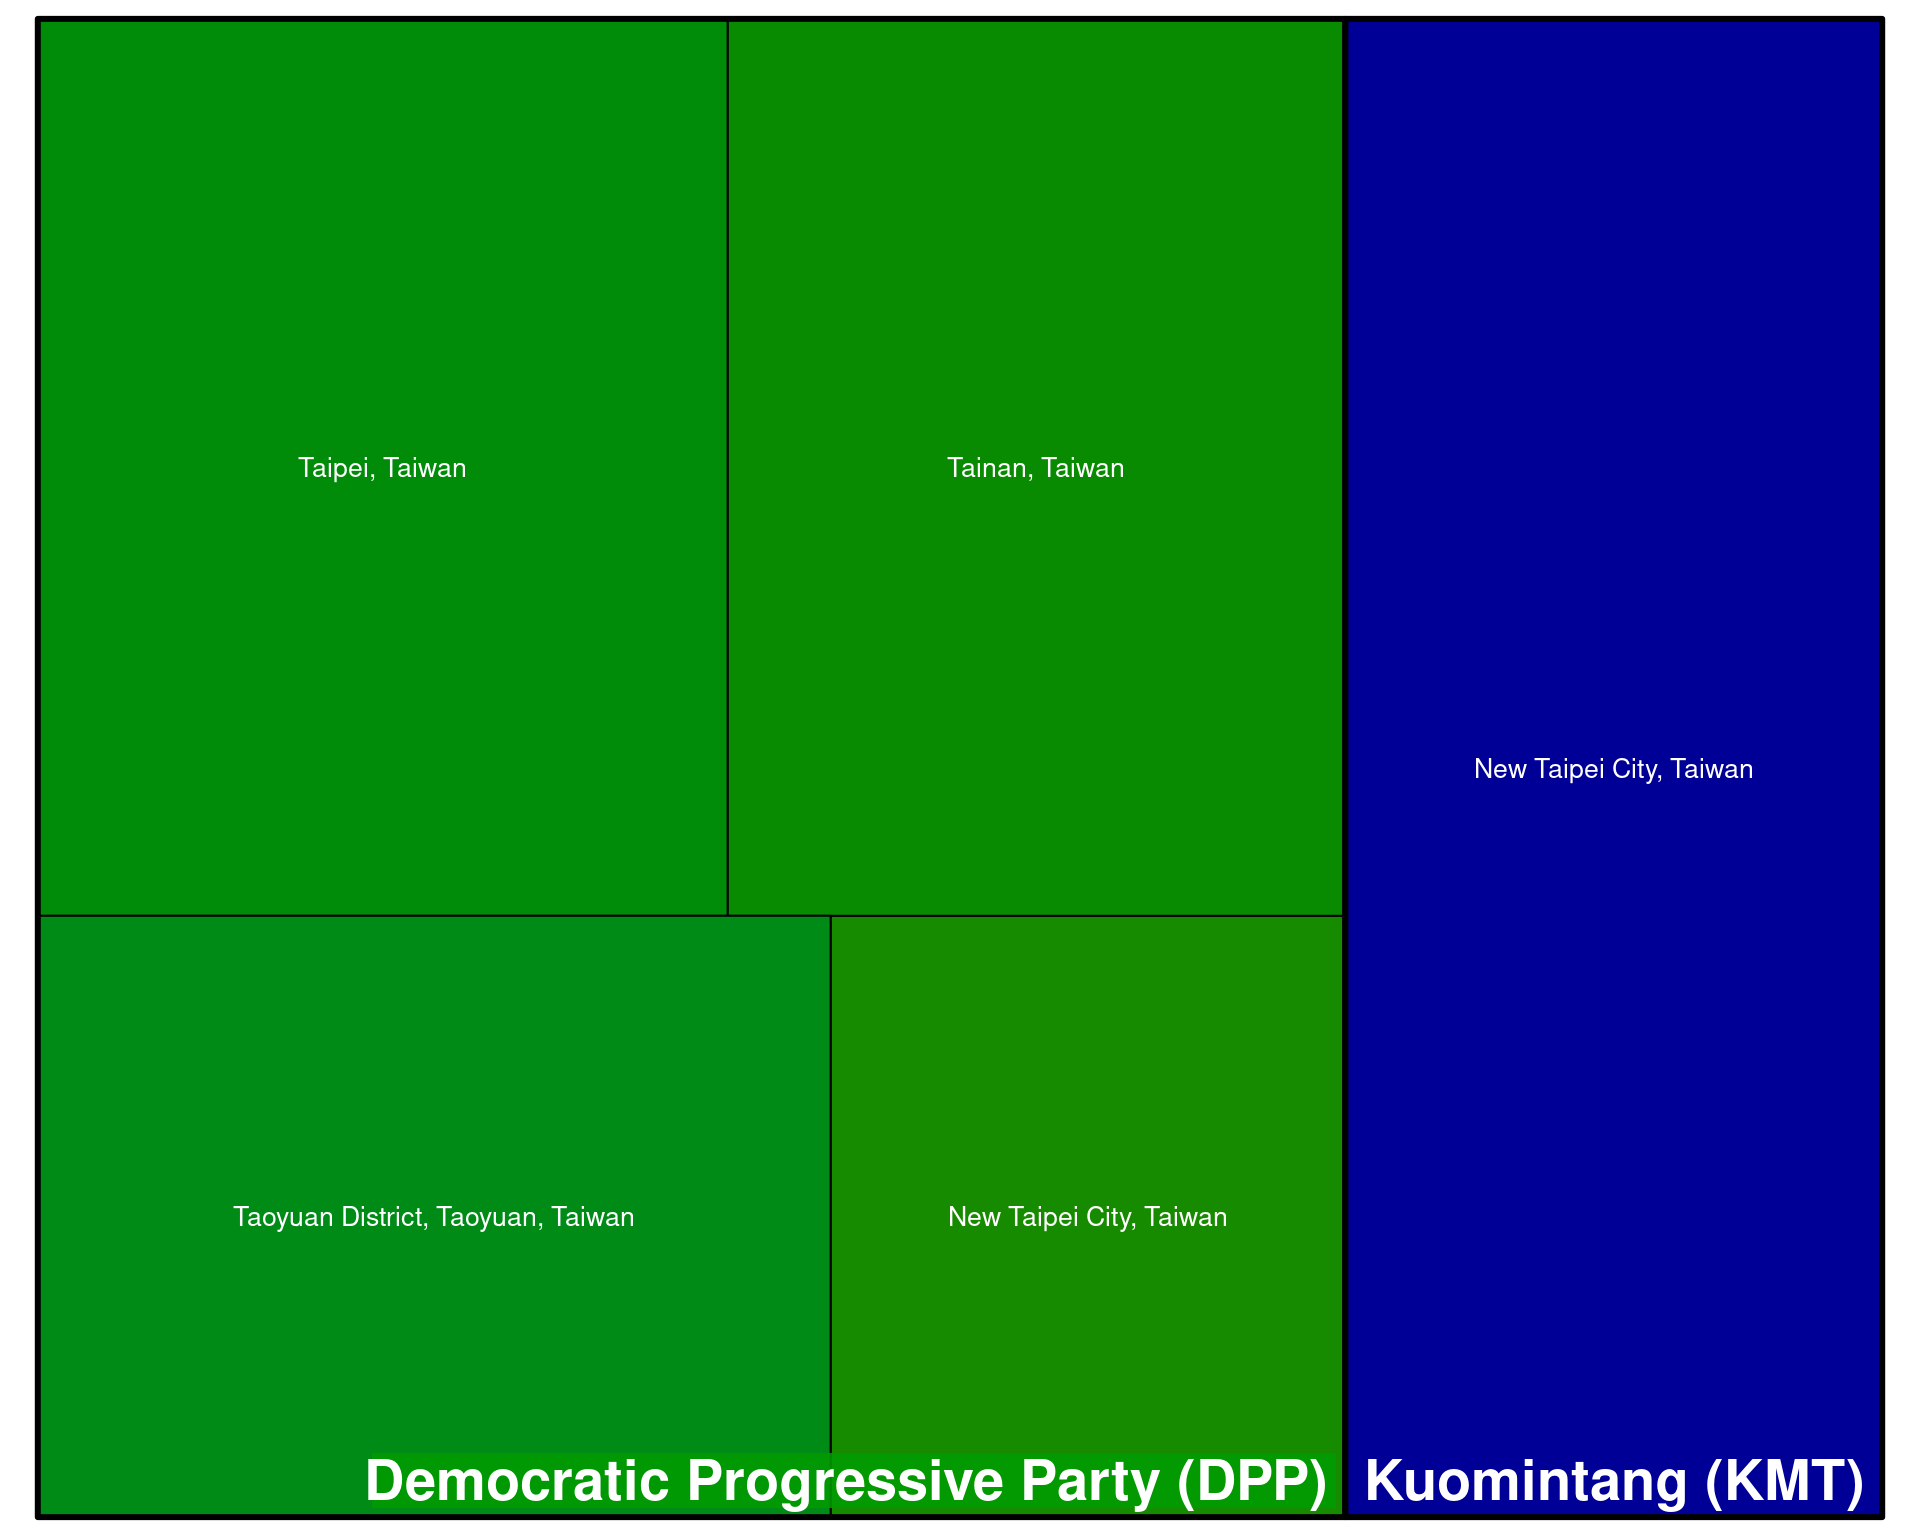 Taipei, Taiwan
Tainan, Taiwan
New Taipei City, Taiwan
Taoyuan District, Taoyuan, Taiwan
New Taipei City, Taiwan
Democratic Progressive Party (DPP)
Kuomintang (KMT)